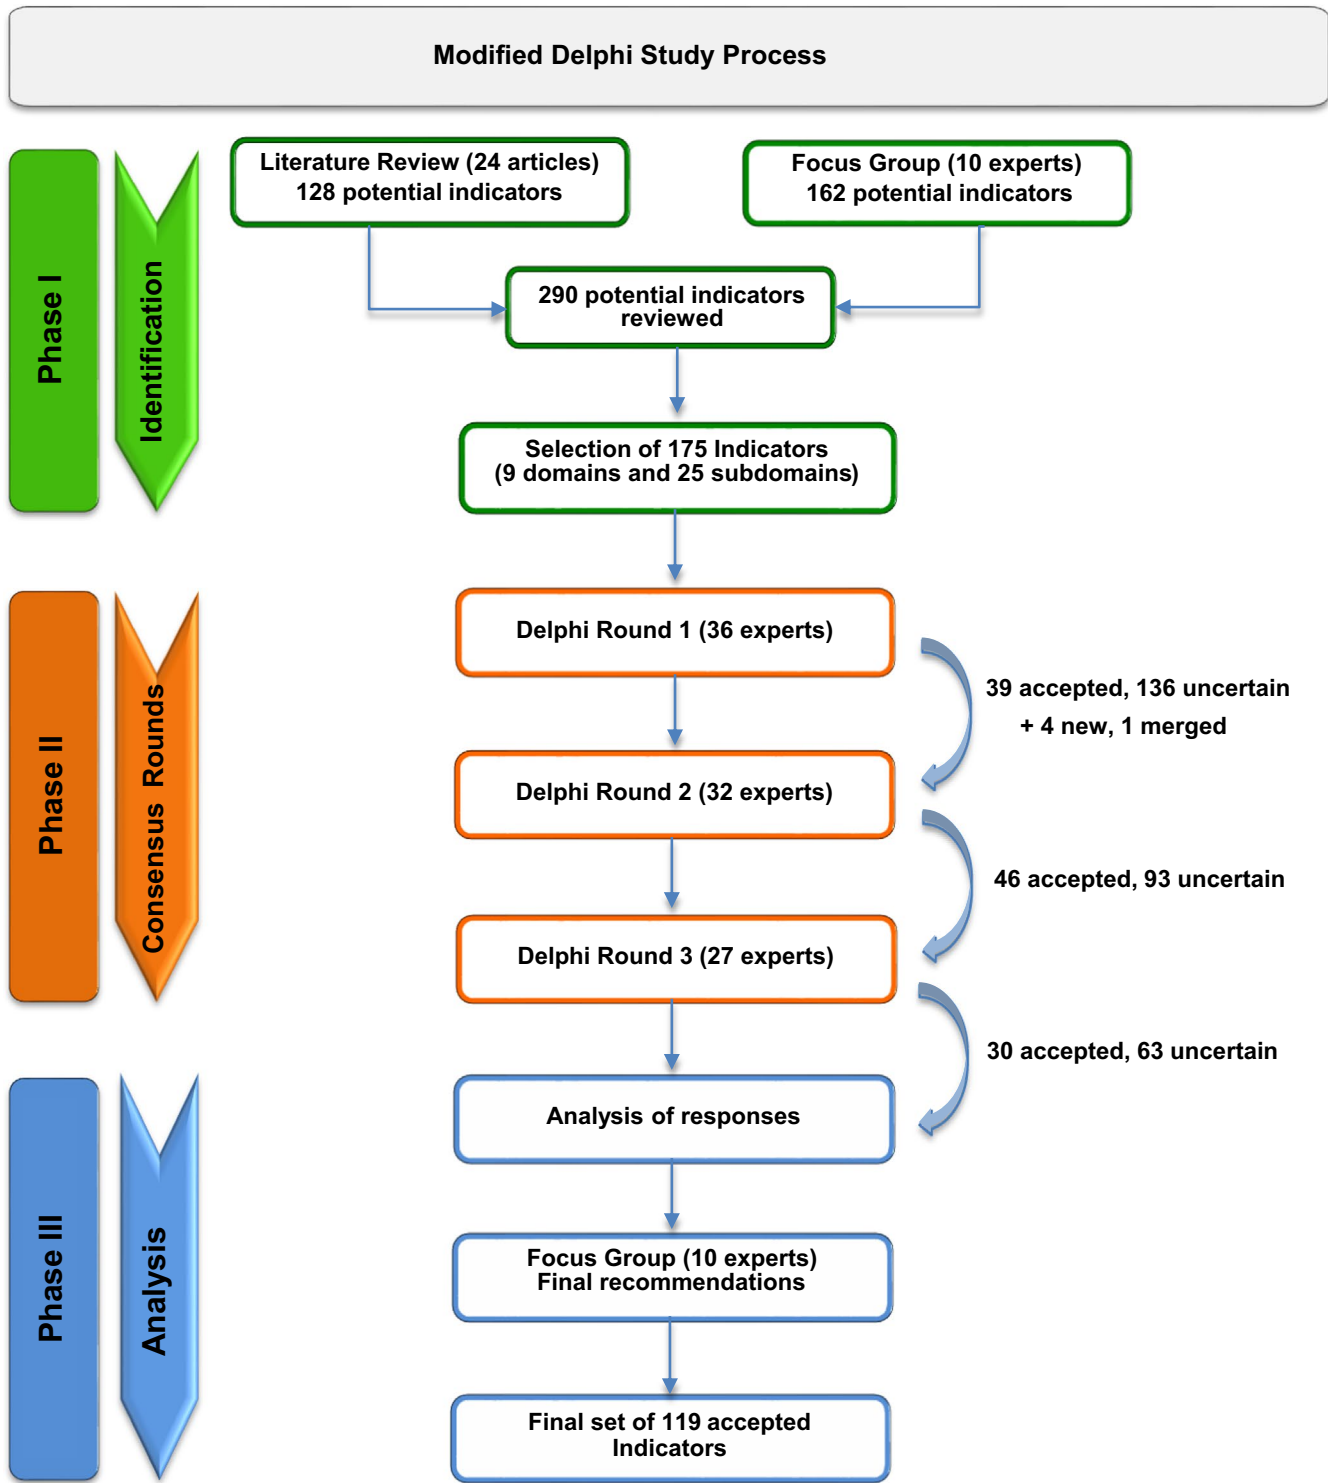 Modified Delphi Study Process
Phase I
Identification
Literature Review (24 articles)
128 potential indicators
Focus Group (10 experts)
162 potential indicators
290 potential indicators
reviewed
Selection of 175 Indicators
(9 domains and 25 subdomains)
Phase II
Consensus Rounds
Delphi Round 1 (36 experts)
39 accepted, 136 uncertain
+ 4 new, 1 merged
Delphi Round 2 (32 experts)
46 accepted, 93 uncertain
Delphi Round 3 (27 experts)
30 accepted, 63 uncertain
Phase III
Analysis
Analysis of responses
Focus Group (10 experts)
Final recommendations
Final set of 119 accepted
Indicators